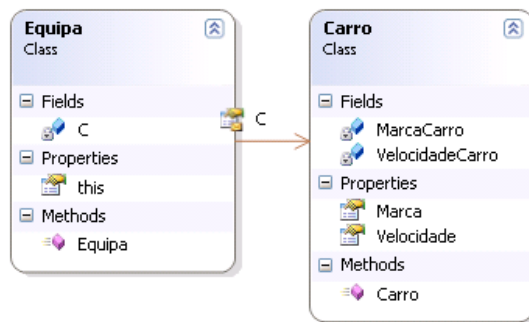 Equipa
Class
Fields
C
Properties
this
Methods
Equipa
C
Carro
Class
Fields
MarcaCarro
VelocidadeCarro
Properties
Marca
Velocidade
Methods
Carro